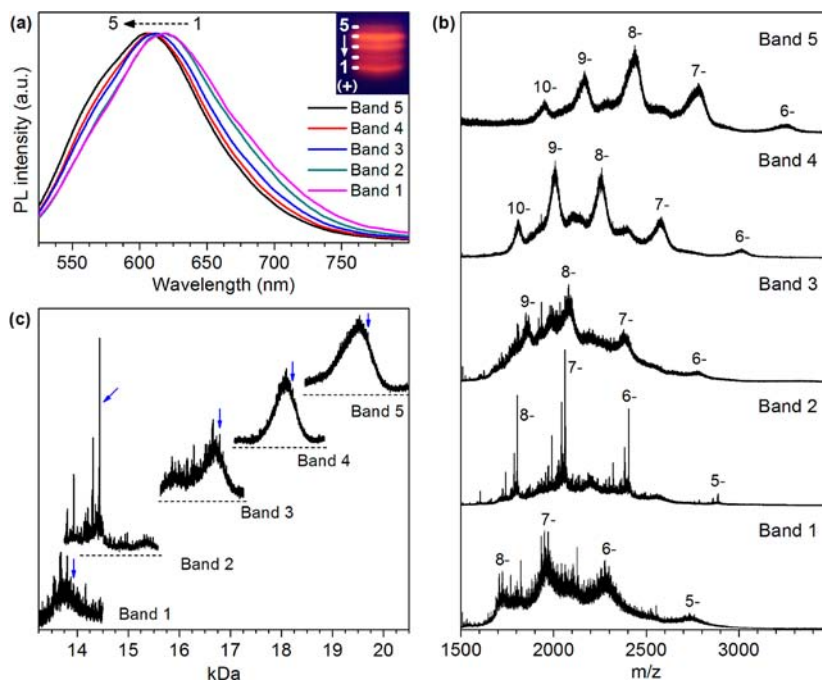 (a)
5
1
5
1
(+)
Band 5
Band 4
Band 3
Band 2
Band 1
PL intensity (a.u.)
550 600 650 700 750
Wavelength (nm)
(c)
Band 5
Band 4
Band 3
Band 2
Band 1
14 15 16 17 18 19 20
kDa
(b)
Band 5
10- 9- 8- 7- 6-
Band 4
10- 9- 8- 7- 6-
Band 3
9- 8- 7- 6-
Band 2
8- 7- 6- 5-
Band 1
8- 7- 6- 5-
1500 2000 2500 3000
m/z